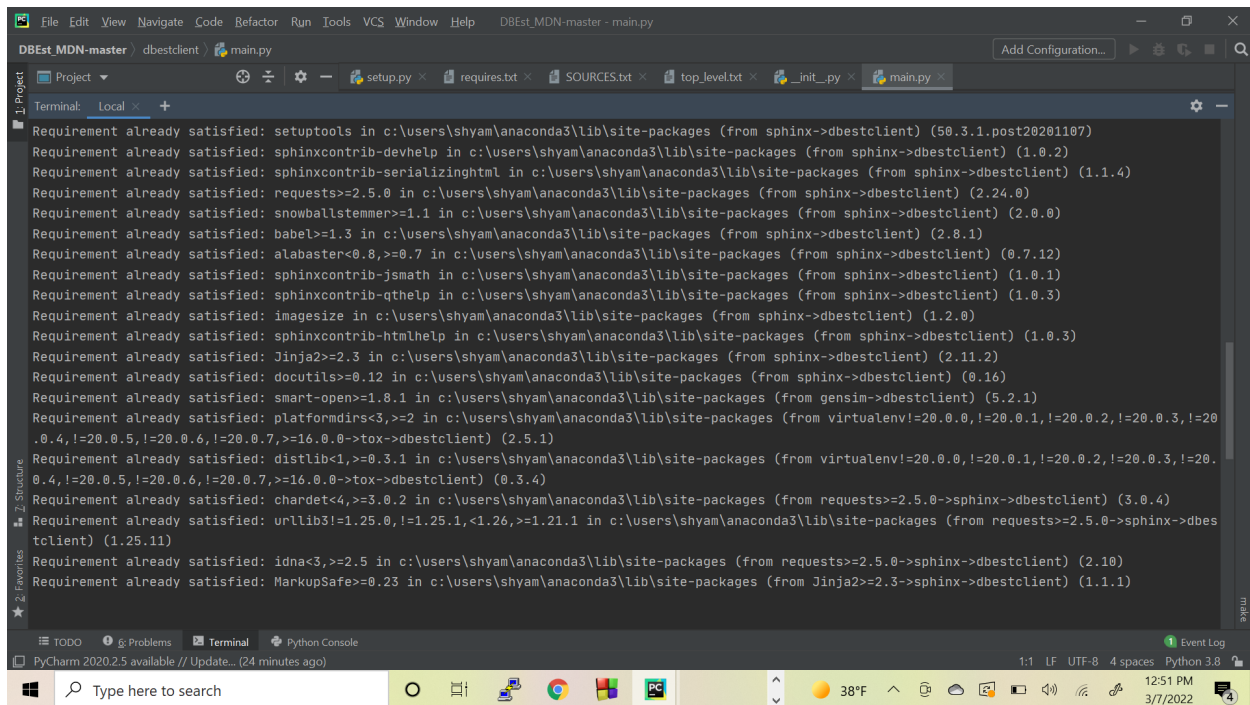 File Edit View Navigate Code Refactor Run Tools VCS Window Help DBEst_MDN-master - main.py
DBEst_MDN-master dbestclient main.py Add Configuration...
Project setup.py requires.txt SOURCES.txt top_level.txt __init__.py main.py
1: Project
Terminal: Local +
Requirement already satisfied: setuptools in c:\users\shyam\anaconda3\lib\site-packages (from sphinx->dbestclient) (50.3.1.post20201107)
Requirement already satisfied: sphinxcontrib-devhelp in c:\users\shyam\anaconda3\lib\site-packages (from sphinx->dbestclient) (1.0.2)
Requirement already satisfied: sphinxcontrib-serializinghtml in c:\users\shyam\anaconda3\lib\site-packages (from sphinx->dbestclient) (1.1.4)
Requirement already satisfied: requests>=2.5.0 in c:\users\shyam\anaconda3\lib\site-packages (from sphinx->dbestclient) (2.24.0)
Requirement already satisfied: snowballstemmer>=1.1 in c:\users\shyam\anaconda3\lib\site-packages (from sphinx->dbestclient) (2.0.0)
Requirement already satisfied: babel>=1.3 in c:\users\shyam\anaconda3\lib\site-packages (from sphinx->dbestclient) (2.8.1)
Requirement already satisfied: alabaster<0.8,>=0.7 in c:\users\shyam\anaconda3\lib\site-packages (from sphinx->dbestclient) (0.7.12)
Requirement already satisfied: sphinxcontrib-jsmath in c:\users\shyam\anaconda3\lib\site-packages (from sphinx->dbestclient) (1.0.1)
Requirement already satisfied: sphinxcontrib-qthelp in c:\users\shyam\anaconda3\lib\site-packages (from sphinx->dbestclient) (1.0.3)
Requirement already satisfied: imagesize in c:\users\shyam\anaconda3\lib\site-packages (from sphinx->dbestclient) (1.2.0)
Requirement already satisfied: sphinxcontrib-htmlhelp in c:\users\shyam\anaconda3\lib\site-packages (from sphinx->dbestclient) (1.0.3)
Requirement already satisfied: Jinja2>=2.3 in c:\users\shyam\anaconda3\lib\site-packages (from sphinx->dbestclient) (2.11.2)
Requirement already satisfied: docutils>=0.12 in c:\users\shyam\anaconda3\lib\site-packages (from sphinx->dbestclient) (0.16)
Requirement already satisfied: smart-open>=1.8.1 in c:\users\shyam\anaconda3\lib\site-packages (from gensim->dbestclient) (5.2.1)
Requirement already satisfied: platformdirs<3,>=2 in c:\users\shyam\anaconda3\lib\site-packages (from virtualenv!=20.0.0,!=20.0.1,!=20.0.2,!=20.0.3,!=20
.0.4,!=20.0.5,!=20.0.6,!=20.0.7,>=16.0.0->tox->dbestclient) (2.5.1)
Requirement already satisfied: distlib<1,>=0.3.1 in c:\users\shyam\anaconda3\lib\site-packages (from virtualenv!=20.0.0,!=20.0.1,!=20.0.2,!=20.0.3,!=20.
0.4,!=20.0.5,!=20.0.6,!=20.0.7,>=16.0.0->tox->dbestclient) (0.3.4)
Requirement already satisfied: chardet<4,>=3.0.2 in c:\users\shyam\anaconda3\lib\site-packages (from requests>=2.5.0->sphinx->dbestclient) (3.0.4)
Requirement already satisfied: urllib3!=1.25.0,!=1.25.1,<1.26,>=1.21.1 in c:\users\shyam\anaconda3\lib\site-packages (from requests>=2.5.0->sphinx->dbes
tclient) (1.25.11)
Requirement already satisfied: idna<3,>=2.5 in c:\users\shyam\anaconda3\lib\site-packages (from requests>=2.5.0->sphinx->dbestclient) (2.10)
Requirement already satisfied: MarkupSafe>=0.23 in c:\users\shyam\anaconda3\lib\site-packages (from Jinja2>=2.3->sphinx->dbestclient) (1.1.1)
7: Structure
2: Favorites
make
TODO 6: Problems Terminal Python Console 1 Event Log
PyCharm 2020.2.5 available // Update... (24 minutes ago) 1:1 LF UTF-8 4 spaces Python 3.8
Type here to search 38°F 12:51 PM
3/7/2022 4